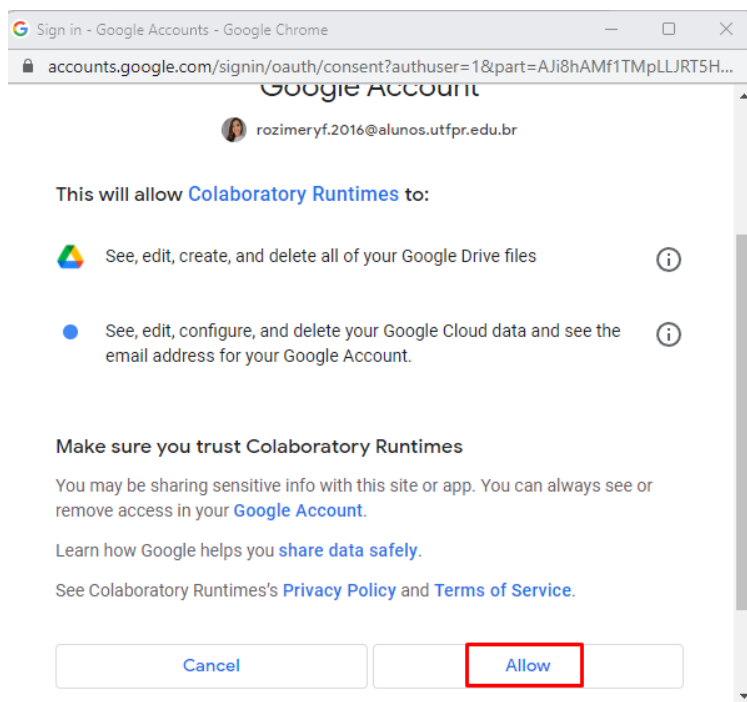 Sign in - Google Accounts - Google Chrome
accounts.google.com/signin/oauth/consent?authuser=1&part=AJi8hAMf1TMpLLJRT5H...
Google Account
rozimeryf.2016@alunos.utfpr.edu.br
This will allow Colaboratory Runtimes to:
See, edit, create, and delete all of your Google Drive files
See, edit, configure, and delete your Google Cloud data and see the
email address for your Google Account.
Make sure you trust Colaboratory Runtimes
You may be sharing sensitive info with this site or app. You can always see or
remove access in your Google Account.
Learn how Google helps you share data safely.
See Colaboratory Runtimes's Privacy Policy and Terms of Service.
Cancel
Allow